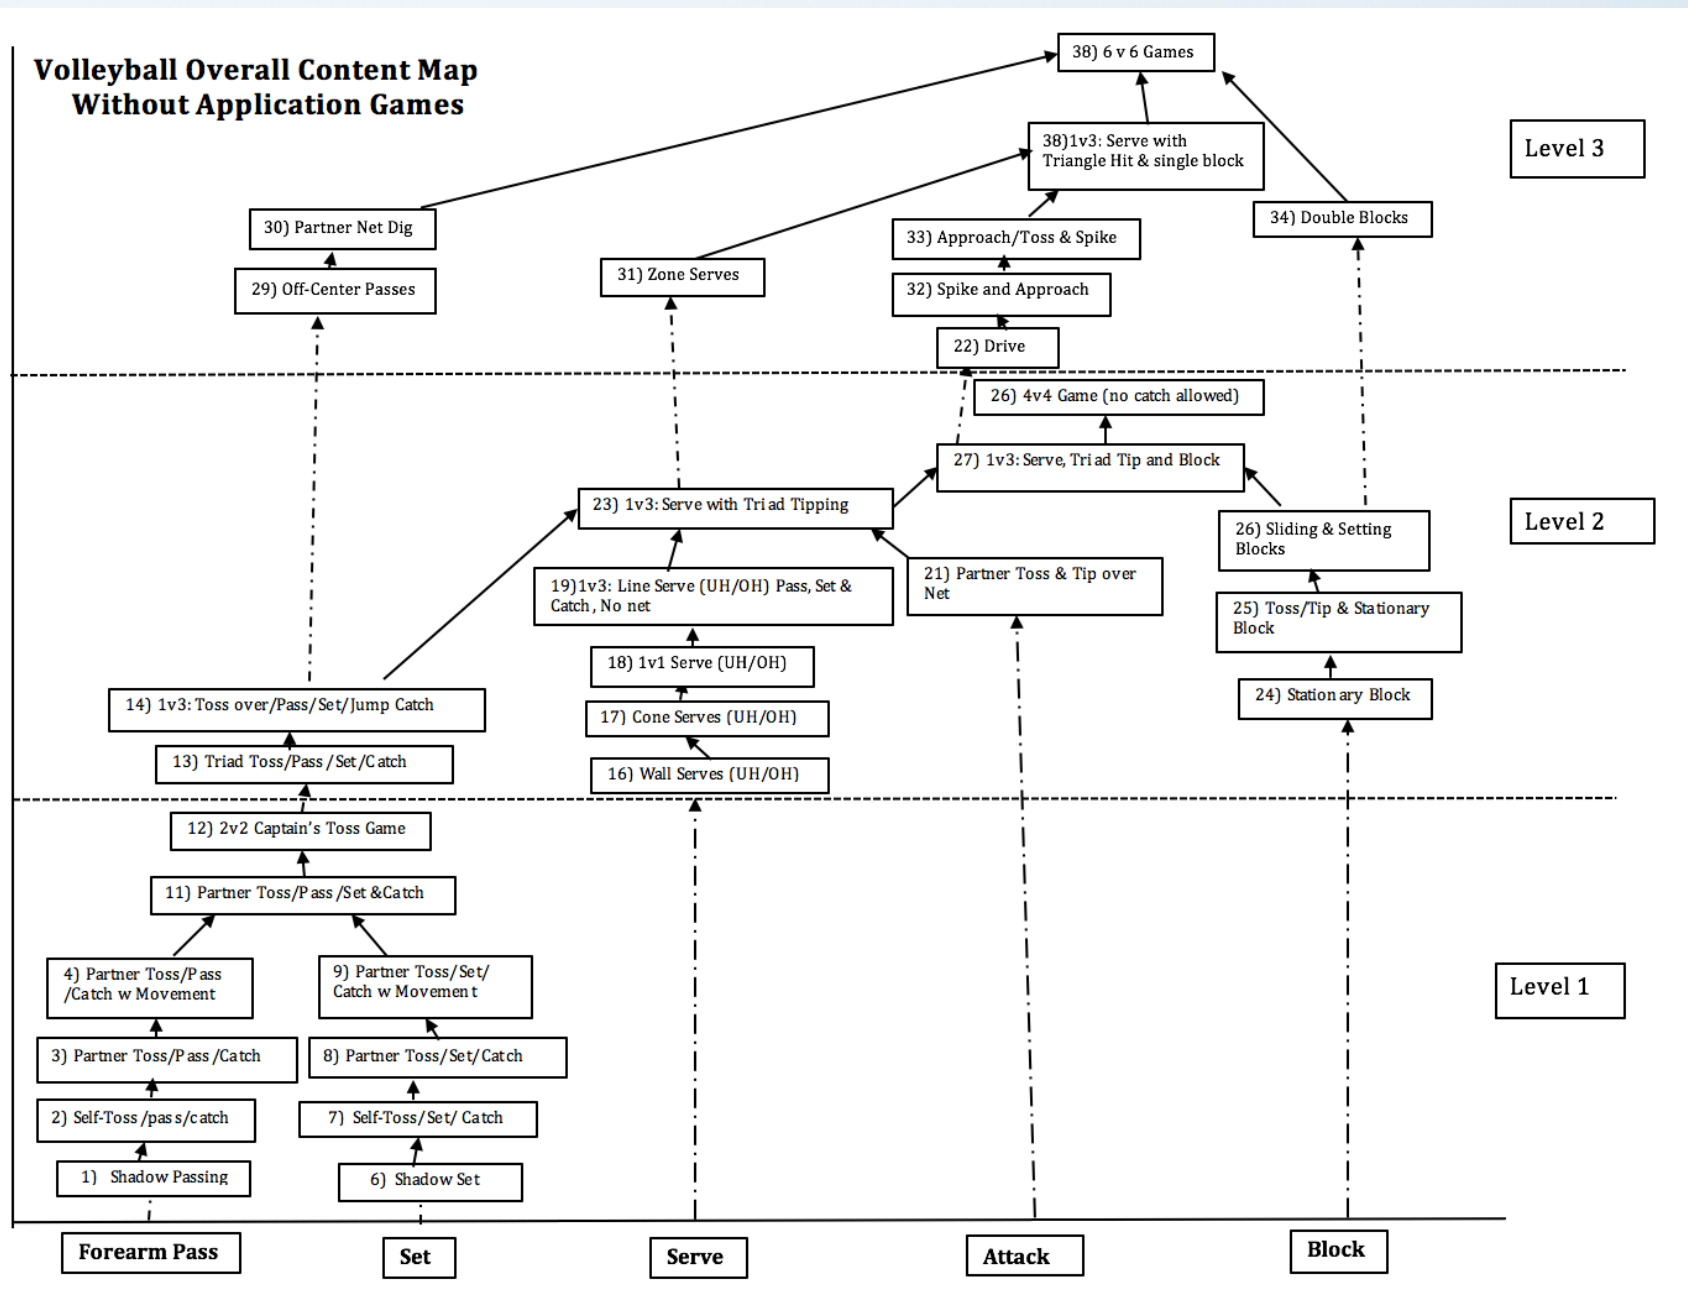 Volleyball Overall Content Map
Without Application Games
38) 6 v 6 Games
38)1v3: Serve with
Triangle Hit & single block
Level 3
30) Partner Net Dig
34) Double Blocks
33) Approach/Toss & Spike
31) Zone Serves
29) Off-Center Passes
32) Spike and Approach
22) Drive
26) 4v4 Game (no catch allowed)
27) 1v3: Serve, Triad Tip and Block
23) 1v3: Serve with Triad Tipping
Level 2
26) Sliding & Setting
Blocks
19)1v3: Line Serve (UH/OH) Pass, Set &
Catch, No net
21) Partner Toss & Tip over
Net
25) Toss/Tip & Stationary
Block
18) 1v1 Serve (UH/OH)
24) Stationary Block
14) 1v3: Toss over/Pass/Set/Jump Catch
17) Cone Serves (UH/OH)
13) Triad Toss/Pass/Set/Catch
16) Wall Serves (UH/OH)
12) 2v2 Captain's Toss Game
11) Partner Toss/Pass/Set &Catch
4) Partner Toss/Pass
/Catch w Movement
9) Partner Toss/Set/
Catch w Movement
Level 1
3) Partner Toss/Pass/Catch
8) Partner Toss/Set/Catch
2) Self-Toss/pass/catch
7) Self-Toss/Set/ Catch
1) Shadow Passing
6) Shadow Set
Forearm Pass
Set
Serve
Attack
Block